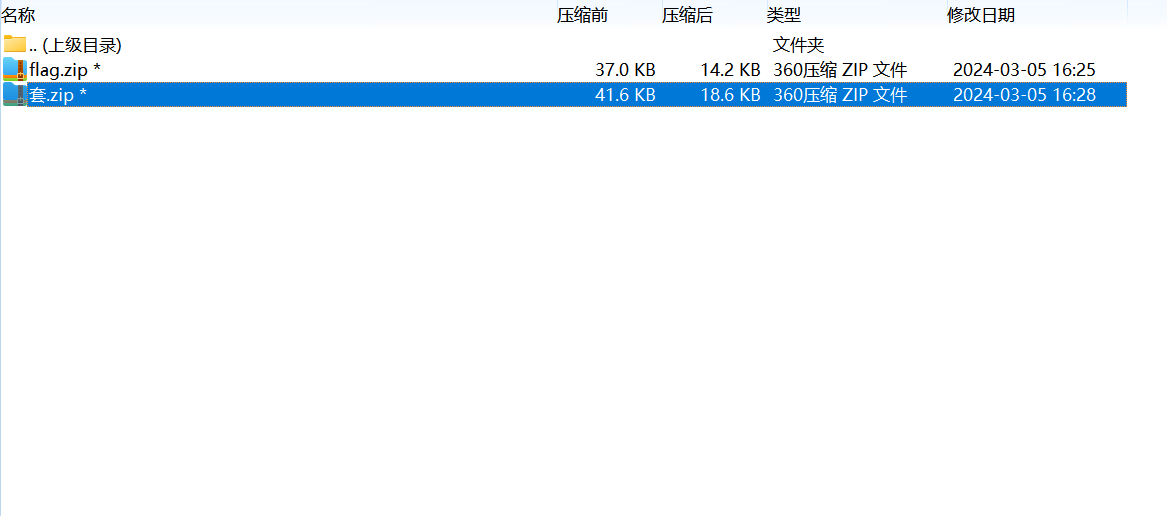 名称 压缩前 压缩后 类型 修改日期
.. (上级目录) 文件夹
flag.zip * 37.0 KB 14.2 KB 360压缩 ZIP 文件 2024-03-05 16:25
套.zip * 41.6 KB 18.6 KB 360压缩 ZIP 文件 2024-03-05 16:28